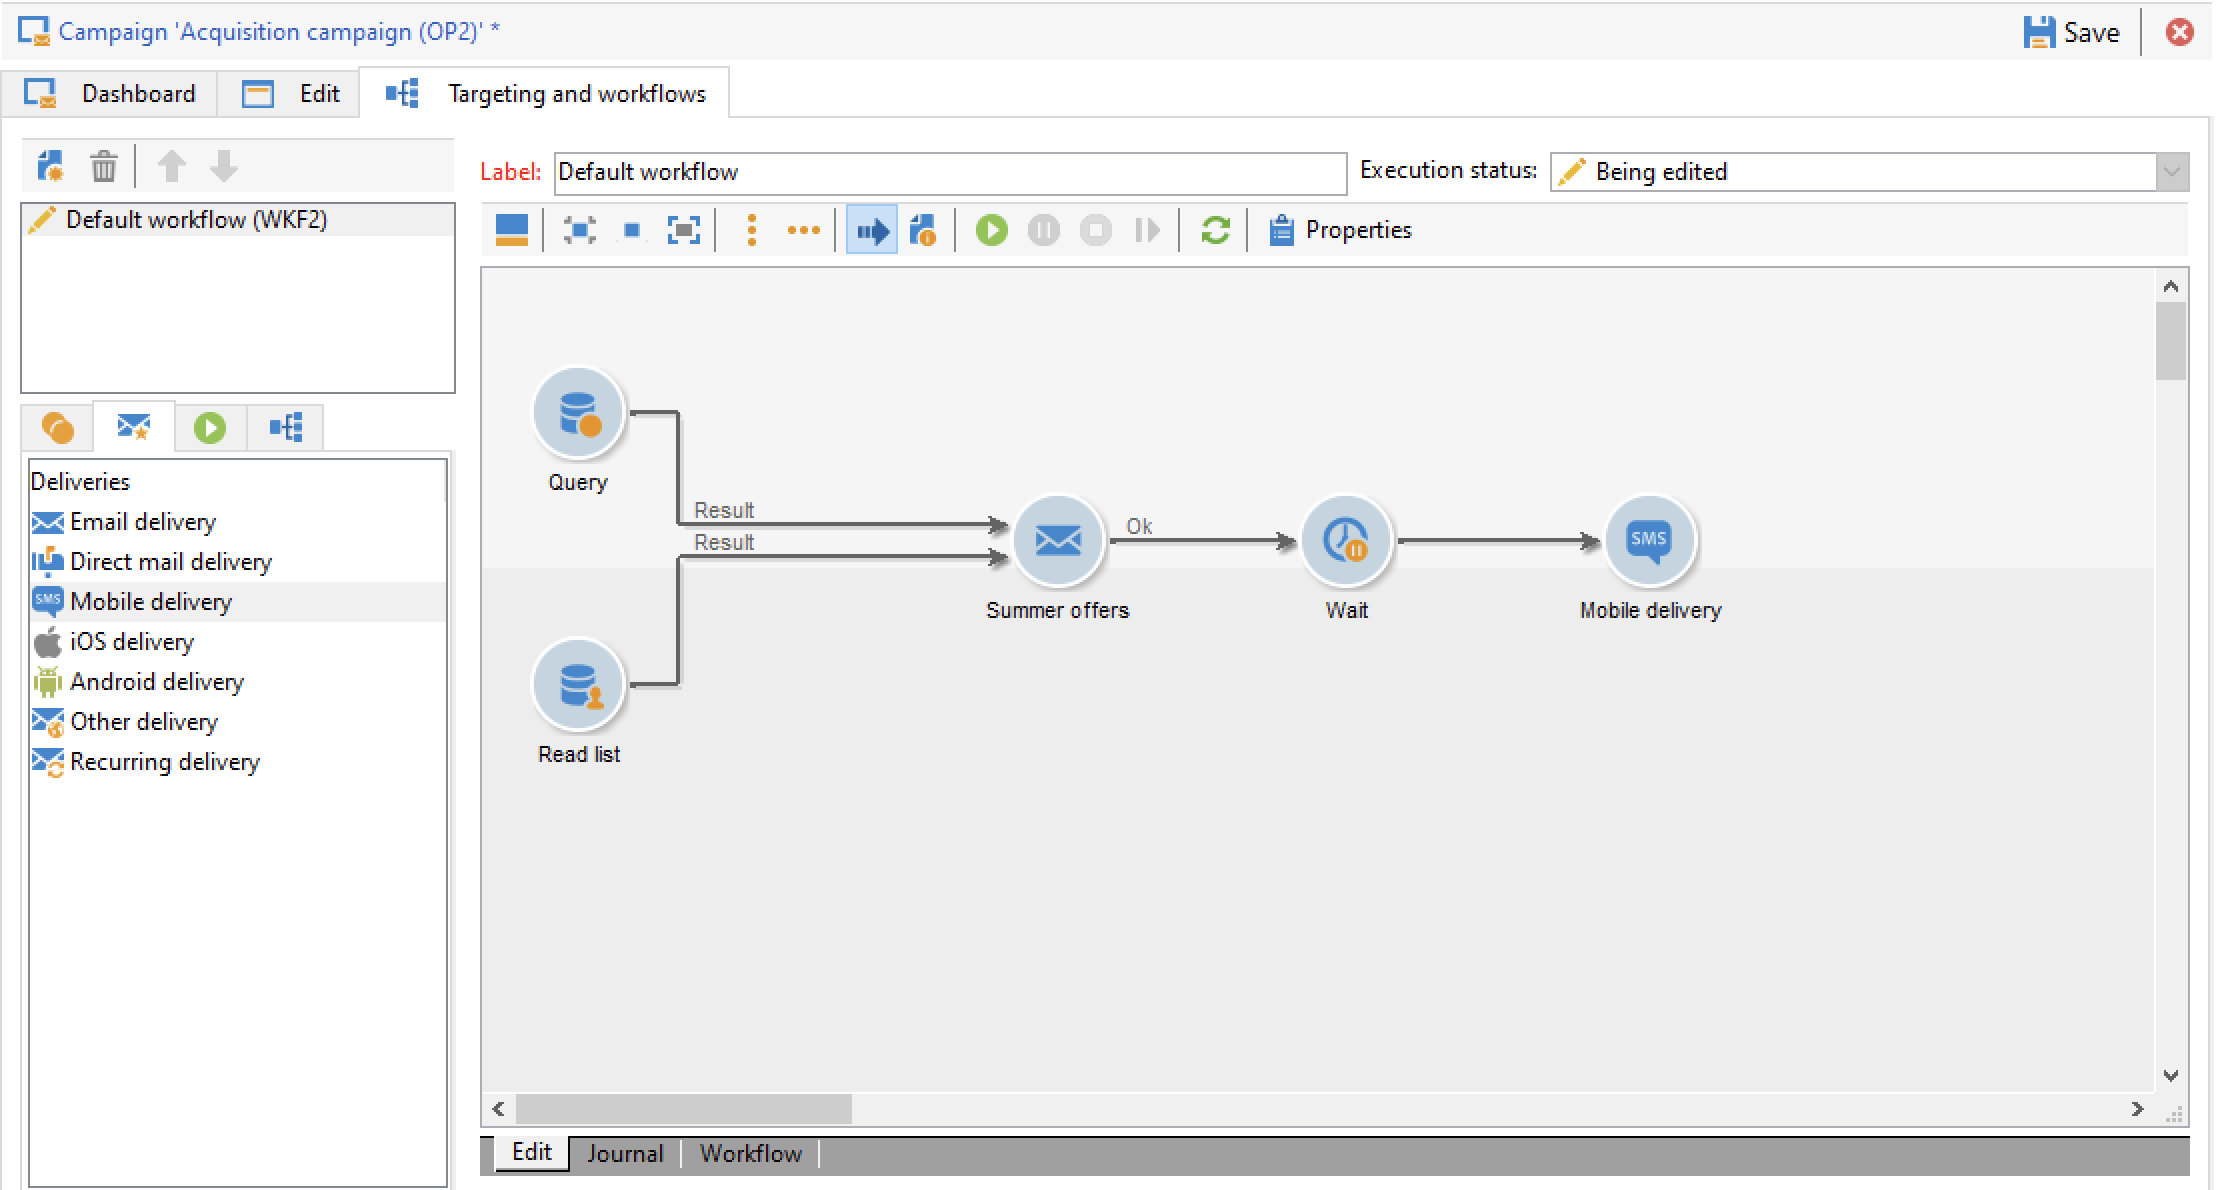 Campaign 'Acquisition campaign (OP2)' *
Save
Dashboard
Edit
Targeting and workflows
Label:
Default workflow
Execution status:
Being edited
Default workflow (WKF2)
Properties
Deliveries
Email delivery
Direct mail delivery
SMS
Mobile delivery
iOS delivery
Android delivery
Other delivery
Recurring delivery
Query
Result
Result
Read list
Summer offers
Ok
Wait
SMS
Mobile delivery
Edit
Journal
Workflow